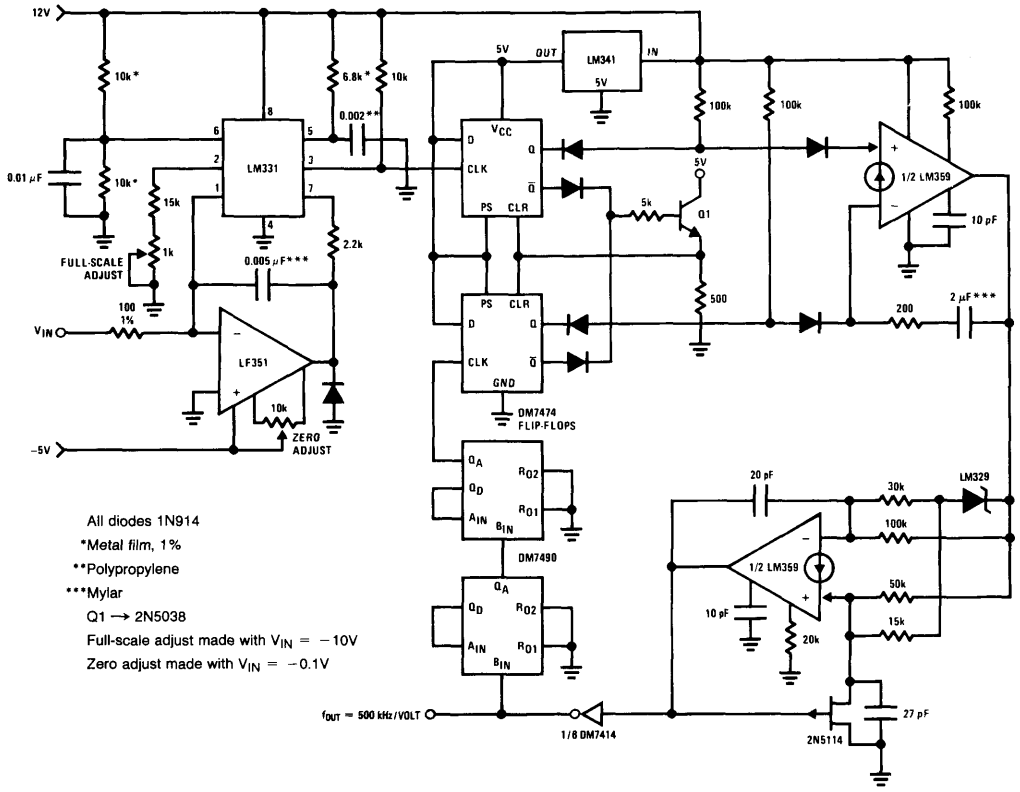 12V
10k*
10k*
0.01 μF
6
2
1
8
LM331
4
5
3
7
6.8k*
10k
0.002**
15k
1k
FULL-SCALE
ADJUST
2.2k
0.005 μF***
100
1%
VIN
LF351
-
+
10k
ZERO
ADJUST
-5V
5V
OUT
LM341
IN
5V
VCC
D
CLK
Q
Q̅
PS
CLR
100k
100k
100k
5V
5k
Q1
500
+
1/2 LM359
-
10 pF
200
2 μF***
PS
CLR
D
Q
CLK
Q̅
GND
DM7474
FLIP-FLOPS
QA
QD
AIN
BIN
RO2
RO1
DM7490
QA
QD
AIN
BIN
RO2
RO1
20 pF
30k
LM329
100k
-
1/2 LM359
+
50k
15k
10 pF
20k
2N5114
27 pF
fOUT = 500 kHz/VOLT
1/6 DM7414
All diodes 1N914
*Metal film, 1%
**Polypropylene
***Mylar
Q1 → 2N5038
Full-scale adjust made with VIN = −10V
Zero adjust made with VIN = −0.1V